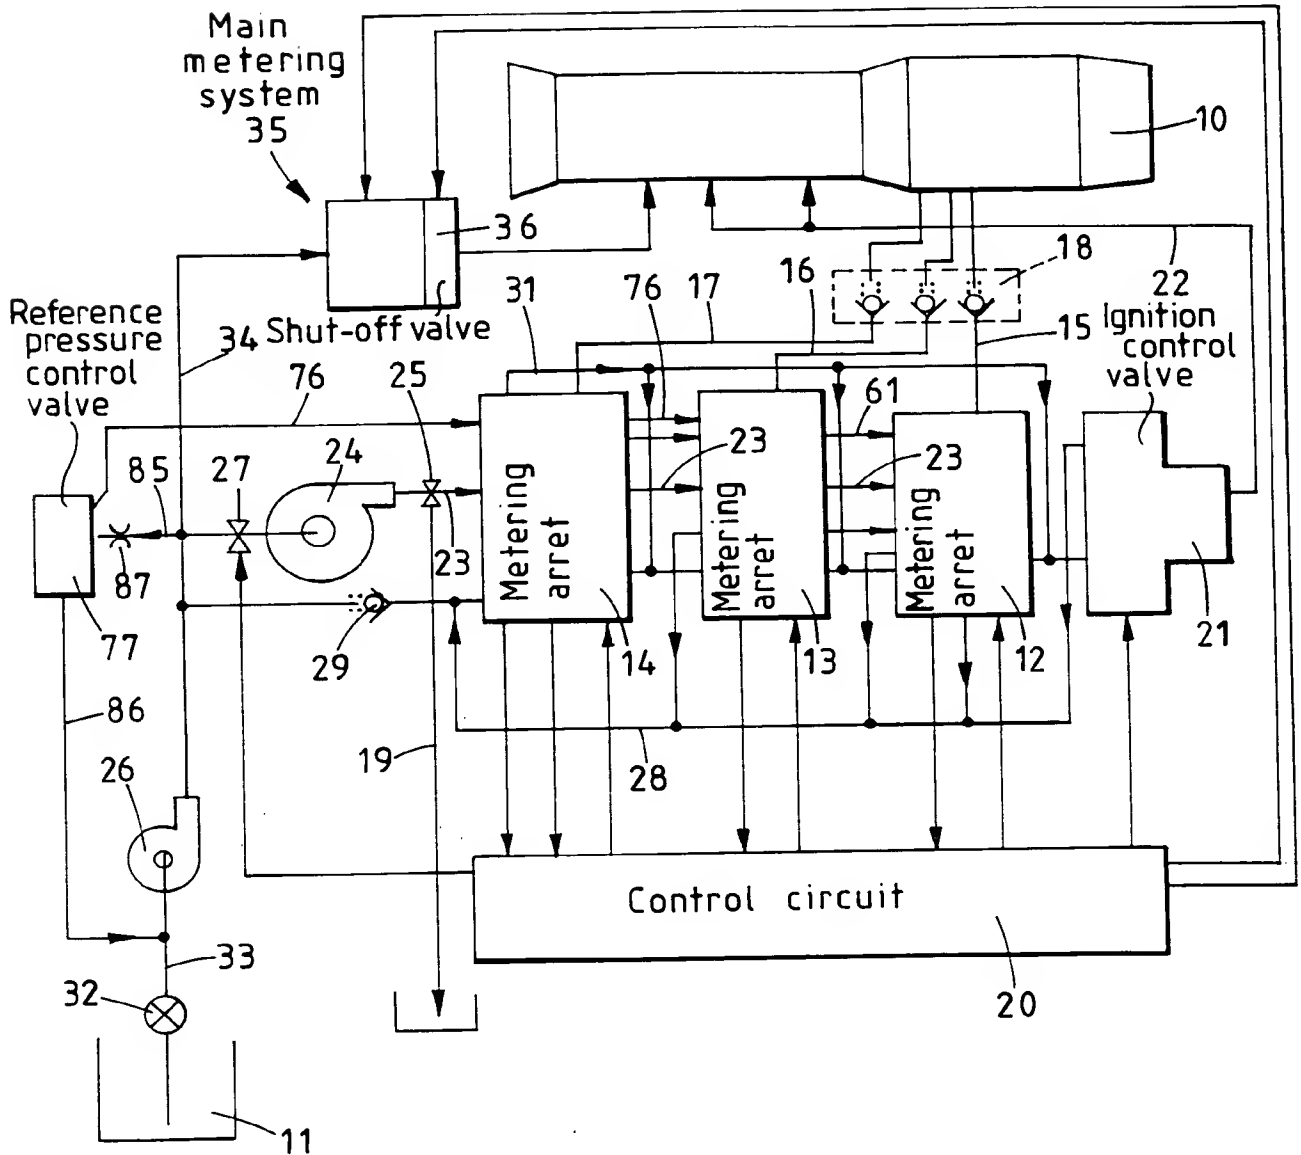 Main
metering
system
35
10
36
18
22
16
17
76
31
Shut-off valve
34
Reference
pressure
control
valve
15
Ignition
control
valve
76
25
61
24
23
23
85
27
87
23
Metering
arret
Metering
arret
Metering
arret
77
29
14
13
12
21
86
19
28
26
Control circuit
33
32
20
11